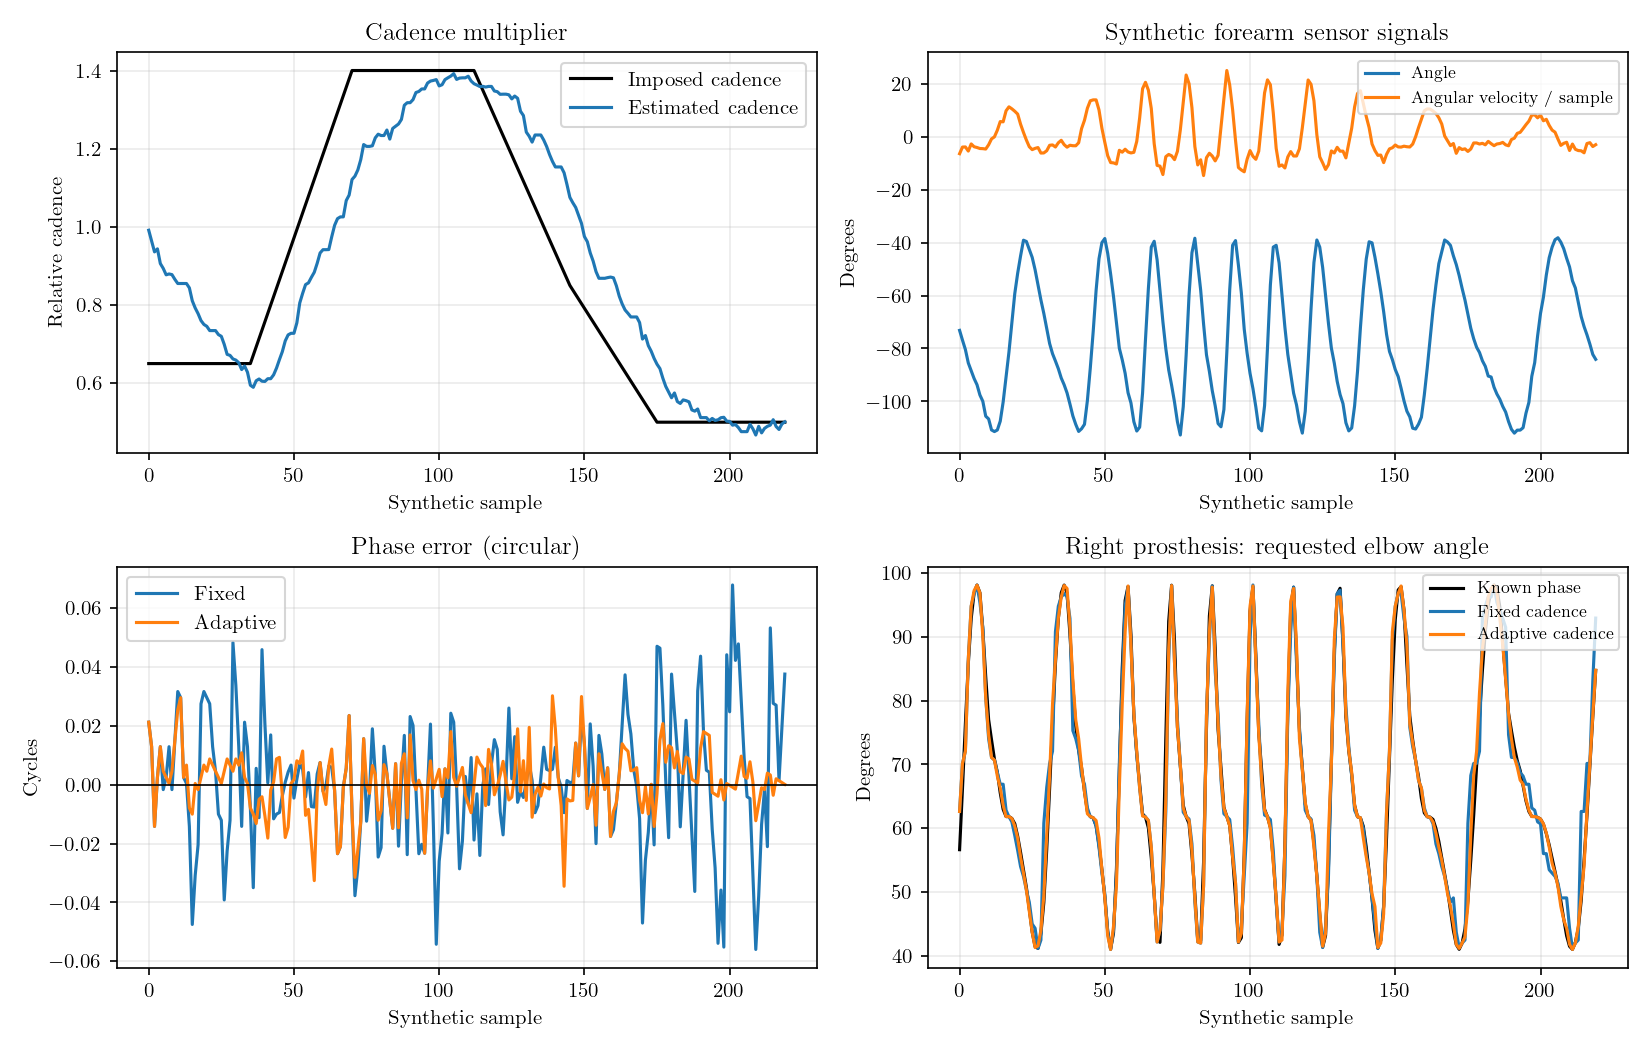 Cadence multiplier
Relative cadence
1.4
1.2
1.0
0.8
0.6
Imposed cadence
Estimated cadence
0
50
100
150
200
Synthetic sample
Synthetic forearm sensor signals
Degrees
20
0
−20
−40
−60
−80
−100
Angle
Angular velocity / sample
0
50
100
150
200
Synthetic sample
Phase error (circular)
Cycles
0.06
0.04
0.02
0.00
−0.02
−0.04
−0.06
Fixed
Adaptive
0
50
100
150
200
Synthetic sample
Right prosthesis: requested elbow angle
Degrees
100
90
80
70
60
50
40
Known phase
Fixed cadence
Adaptive cadence
0
50
100
150
200
Synthetic sample